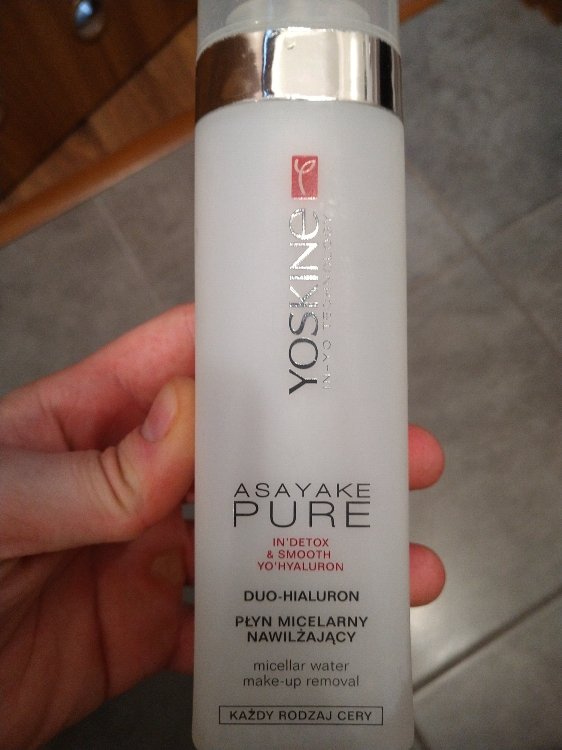 YOSKINE
IN-YO TECHNOLOGY
ASAYAKE
PURE
IN'DETOX
& SMOOTH
YO'HYALURON
DUO-HIALURON
PŁYN MICELARNY
NAWILŻAJĄCY
micellar water
make-up removal
KAŻDY RODZAJ CERY